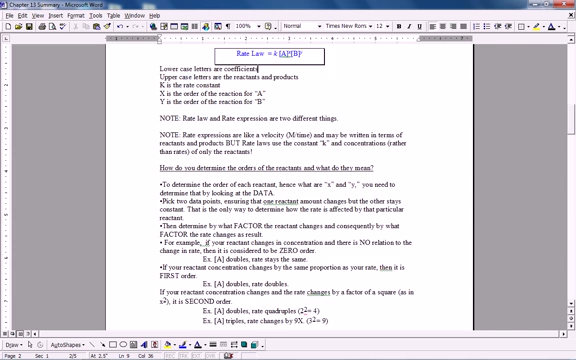 Chapter 13 Summary - Microsoft Word
File Edit View Insert Format Tools Table Window Help
100% Normal Times New Rom 12
Rate Law = k [A]ˣ[B]ʸ
Lower case letters are coefficients
Upper case letters are the reactants and products
K is the rate constant
X is the order of the reaction for "A"
Y is the order of the reaction for "B"
NOTE: Rate law and Rate expression are two different things.
NOTE: Rate expressions are like a velocity (M/time) and may be written in terms
of reactants and products BUT Rate laws use the constant "k" and concentrations (rather
than rates) of only the reactants!
How do you determine the orders of the reactants and what do they mean?
•To determine the order of each reactant, hence what are "x" and "y," you need to
determine that by looking at the DATA.
•Pick two data points, ensuring that one reactant amount changes but the other stays
constant. That is the only way to determine how the rate is affected by that particular
reactant.
•Then determine by what FACTOR the reactant changes and consequently by what
FACTOR the rate changes as result.
• For example, if your reactant changes in concentration and there is NO relation to the
change in rate, then it is considered to be ZERO order.
Ex. [A] doubles, rate stays the same.
•If your reactant concentration changes by the same proportion as your rate, then it is
FIRST order.
Ex. [A] doubles, rate doubles.
If your reactant concentration changes and the rate changes by a factor of a square (as in
x²), it is SECOND order.
Ex. [A] doubles, rate quadruples (2²= 4)
Ex. [A] triples, rate changes by 9X (3²= 9)
Draw AutoShapes
Page 2 Sec 1 2/5 At 2.5" Ln 9 Col 36